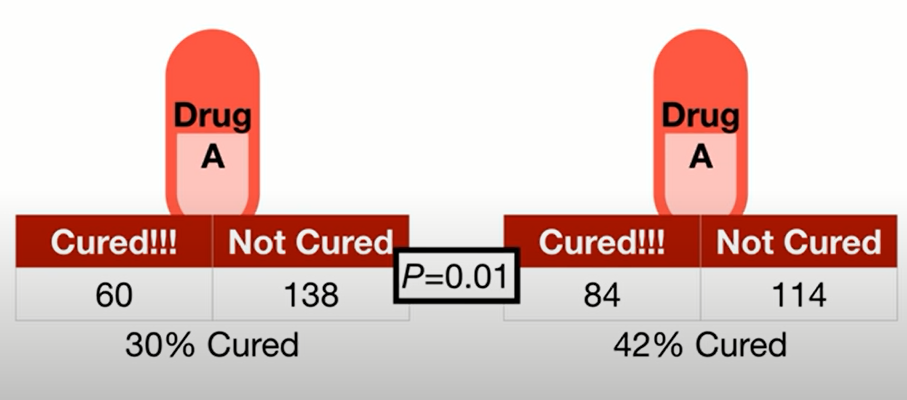 Drug
A
Cured!!! Not Cured
60 138
30% Cured
P=0.01
Drug
A
Cured!!! Not Cured
84 114
42% Cured